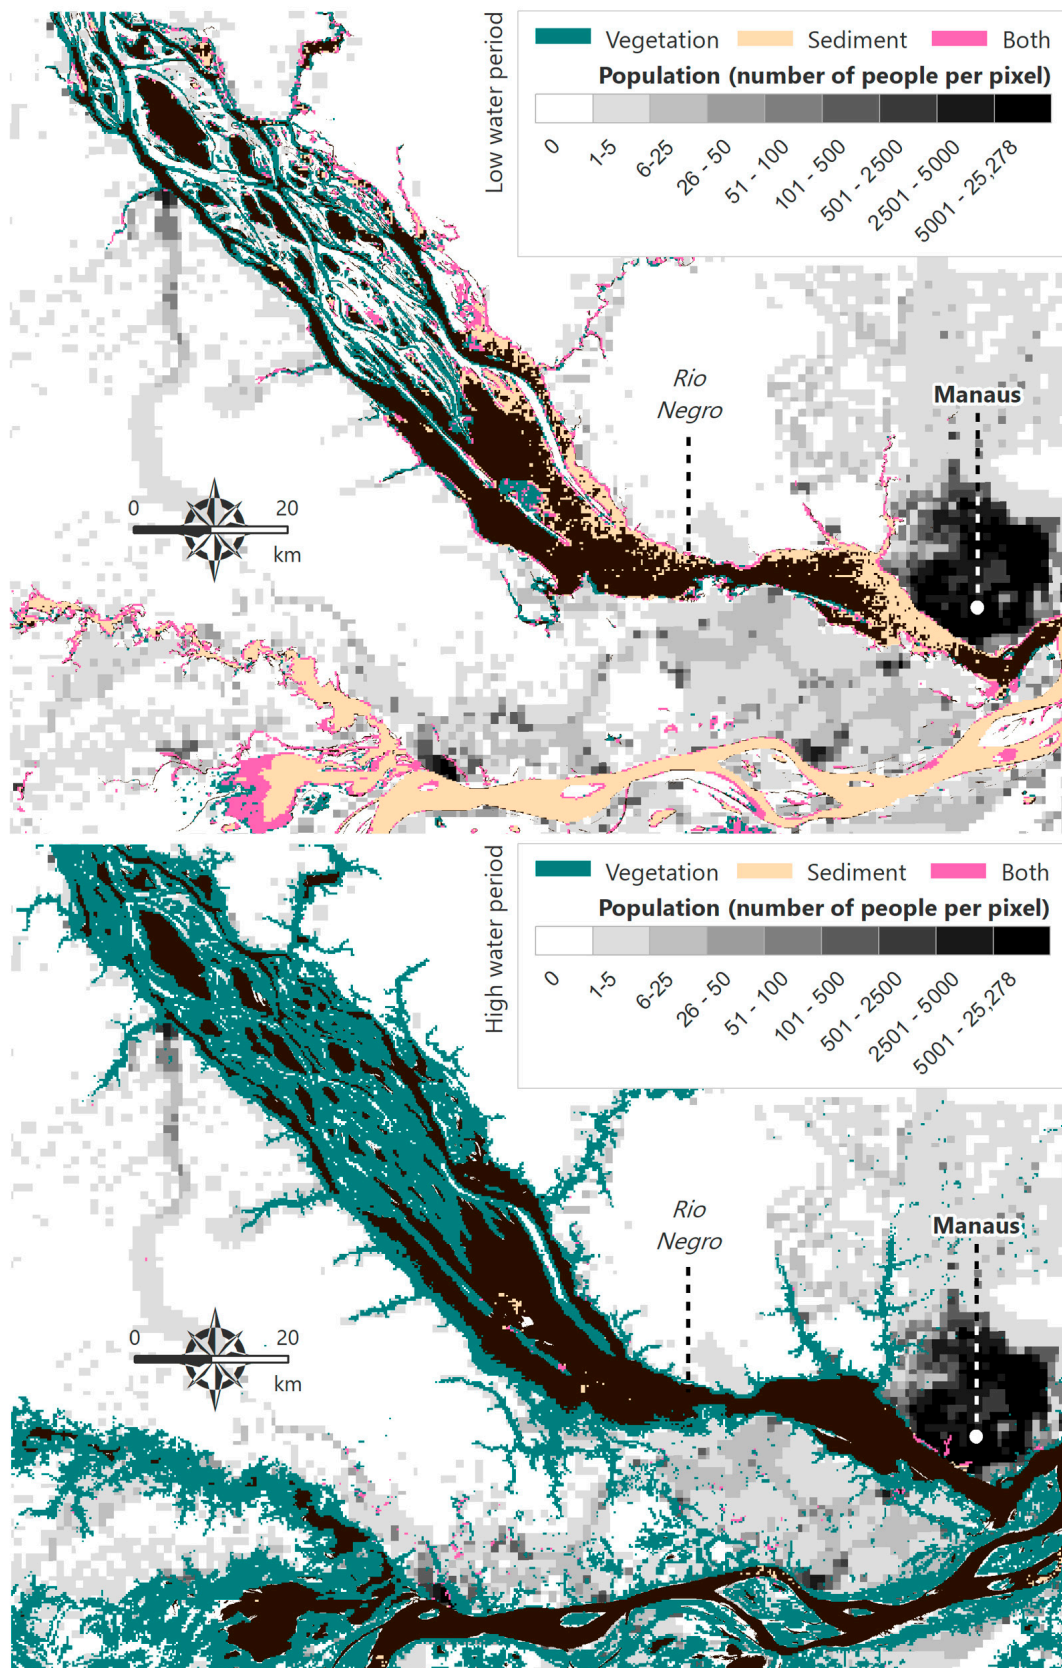 Low water period
Vegetation Sediment Both
Population (number of people per pixel)
0 1-5 6-25 26 - 50 51 - 100 101 - 500 501 - 2500 2501 - 5000 5001 - 25,278
Rio
Negro
Manaus
0 20
km
High water period
Vegetation Sediment Both
Population (number of people per pixel)
0 1-5 6-25 26 - 50 51 - 100 101 - 500 501 - 2500 2501 - 5000 5001 - 25,278
Rio
Negro
Manaus
0 20
km